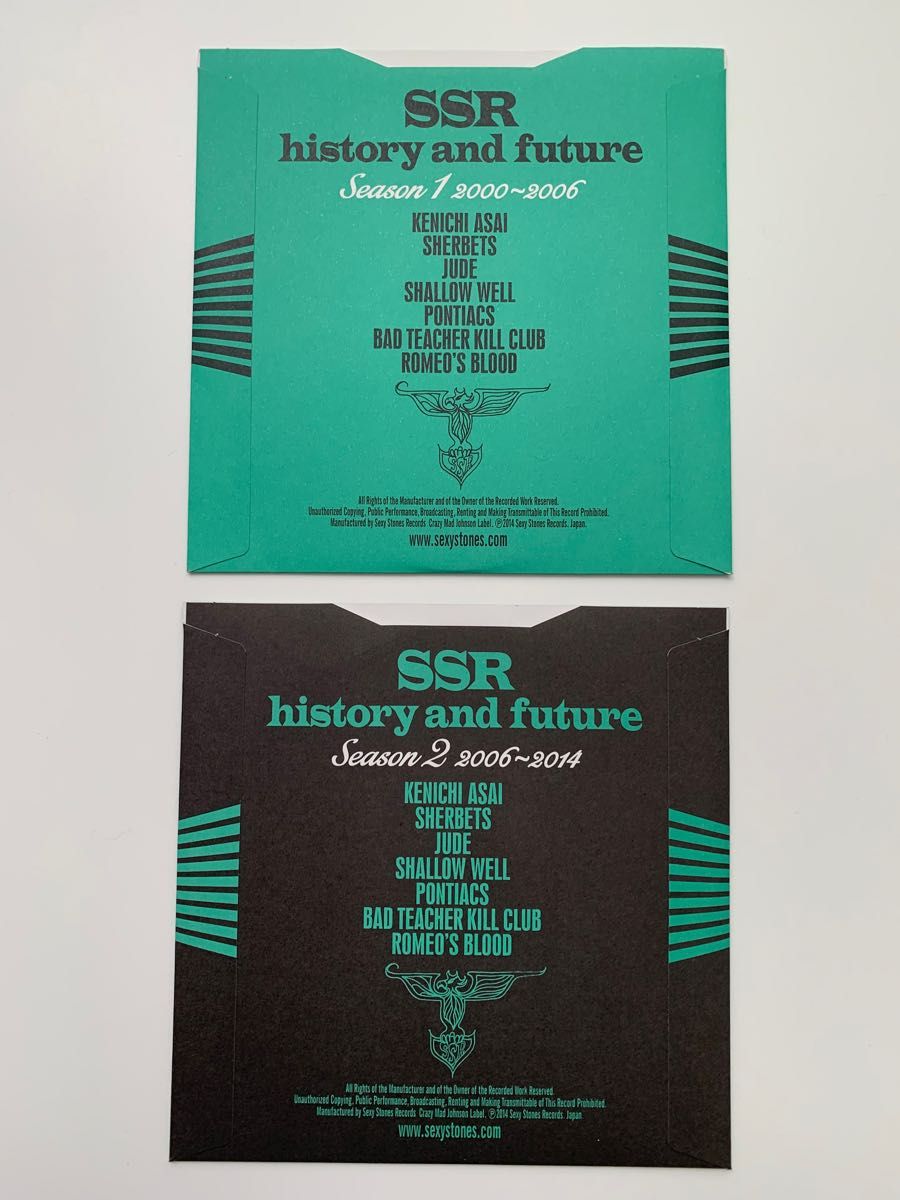 SSR
history and future
Season 1 2000~2006
KENICHI ASAI
SHERBETS
JUDE
SHALLOW WELL
PONTIACS
BAD TEACHER KILL CLUB
ROMEO'S BLOOD
All Rights of the Manufacturer and of the Owner of the Recorded Work Reserved.
Unauthorized Copying, Public Performance, Broadcasting, Renting and Making Transmittable of This Record Prohibited.
Manufactured by Sexy Stones Records Crazy Mad Johnson Label. ℗2014 Sexy Stones Records. Japan.
www.sexystones.com
SSR
history and future
Season 2 2006~2014
KENICHI ASAI
SHERBETS
JUDE
SHALLOW WELL
PONTIACS
BAD TEACHER KILL CLUB
ROMEO'S BLOOD
All Rights of the Manufacturer and of the Owner of the Recorded Work Reserved.
Unauthorized Copying, Public Performance, Broadcasting, Renting and Making Transmittable of This Record Prohibited.
Manufactured by Sexy Stones Records Crazy Mad Johnson Label. ℗2014 Sexy Stones Records. Japan
www.sexystones.com